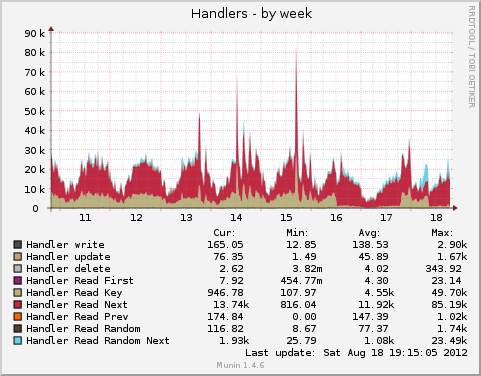 Handlers - by week
RRDTOOL / TOBI OETIKER
90 k
80 k
70 k
60 k
50 k
40 k
30 k
20 k
10 k
0
11 12 13 14 15 16 17 18
Cur: Min: Avg: Max:
Handler write 165.05 12.85 138.53 2.90k
Handler update 76.35 1.49 45.89 1.67k
Handler delete 2.62 3.82m 4.02 343.92
Handler Read First 7.92 454.77m 4.30 23.14
Handler Read Key 946.78 107.97 4.55k 49.70k
Handler Read Next 13.74k 816.04 11.92k 85.19k
Handler Read Prev 174.84 0.00 147.39 1.02k
Handler Read Random 116.82 8.67 77.37 1.74k
Handler Read Random Next 1.93k 25.79 1.08k 23.49k
Last update: Sat Aug 18 19:15:05 2012
Munin 1.4.6